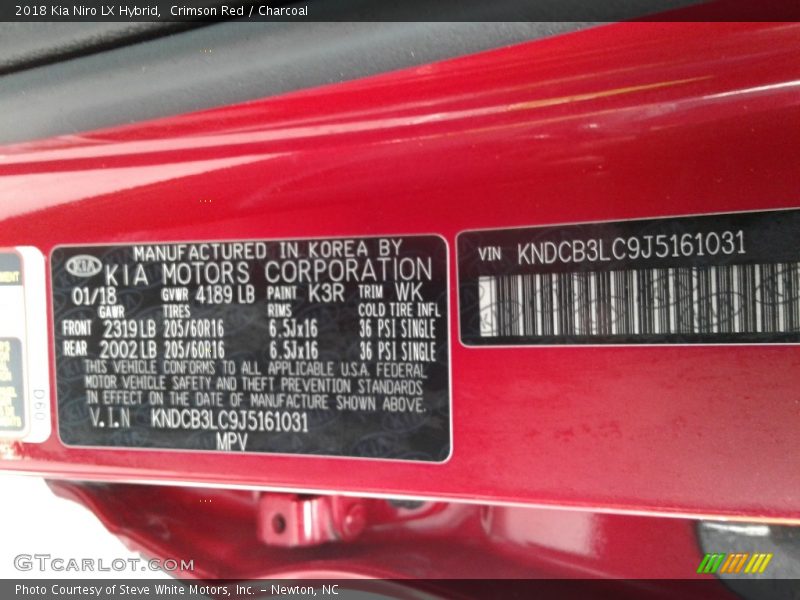 2018 Kia Niro LX Hybrid,  Crimson Red / Charcoal
KIA
MANUFACTURED IN KOREA BY
KIA MOTORS CORPORATION
01/18 GVWR 4189 LB PAINT K3R TRIM WK
GAWR TIRES RIMS COLD TIRE INFL
FRONT 2319 LB 205/60R16 6.5Jx16 36 PSI SINGLE
REAR 2002 LB 205/60R16 6.5Jx16 36 PSI SINGLE
THIS VEHICLE CONFORMS TO ALL APPLICABLE U.S.A. FEDERAL
MOTOR VEHICLE SAFETY AND THEFT PREVENTION STANDARDS
IN EFFECT ON THE DATE OF MANUFACTURE SHOWN ABOVE.
V.I.N KNDCB3LC9J5161031
MPV
VIN KNDCB3LC9J5161031
GTCARLOT.COM
Photo Courtesy of Steve White Motors, Inc. – Newton, NC